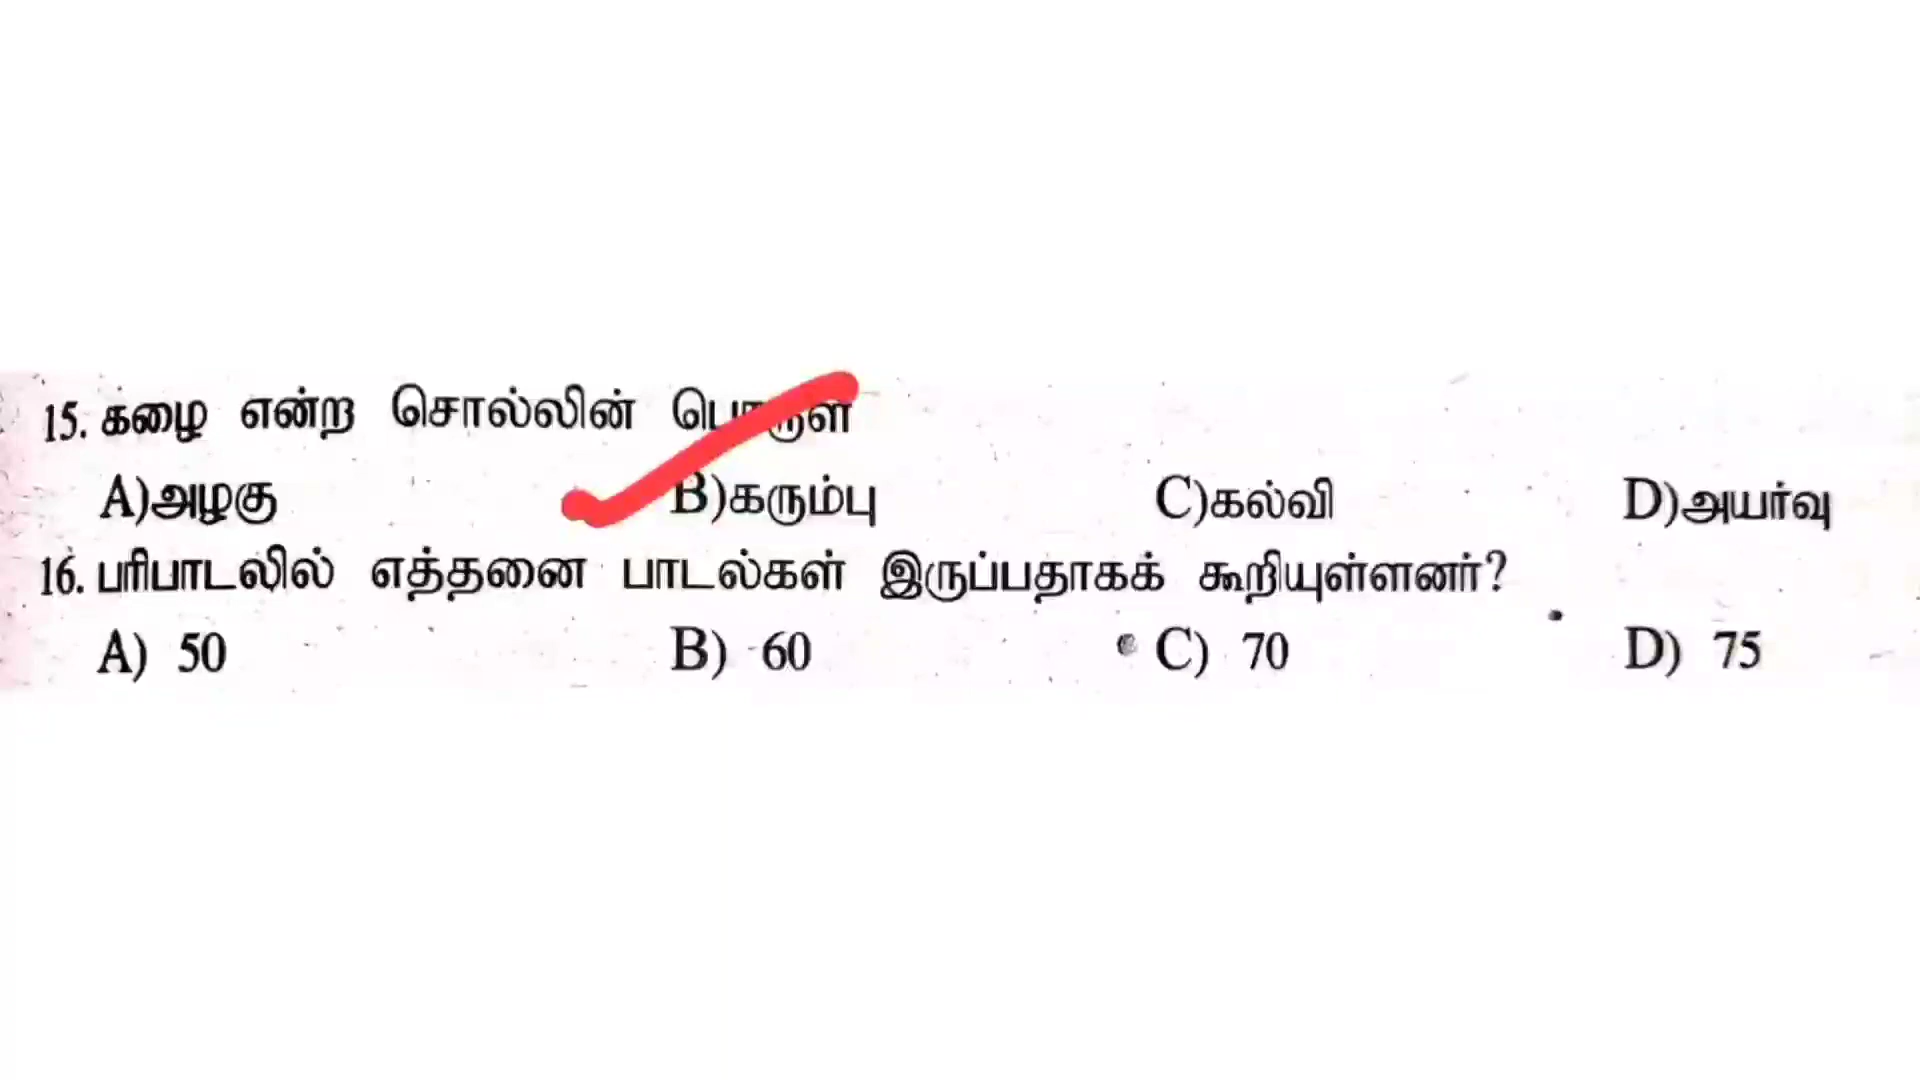 15. கழை என்ற சொல்லின் பொருள்
A)அழகு B)கரும்பு C)கல்வி D)அயர்வு
16. பரிபாடலில் எத்தனை பாடல்கள் இருப்பதாகக் கூறியுள்ளனர்?
A) 50 B) 60 C) 70 D) 75